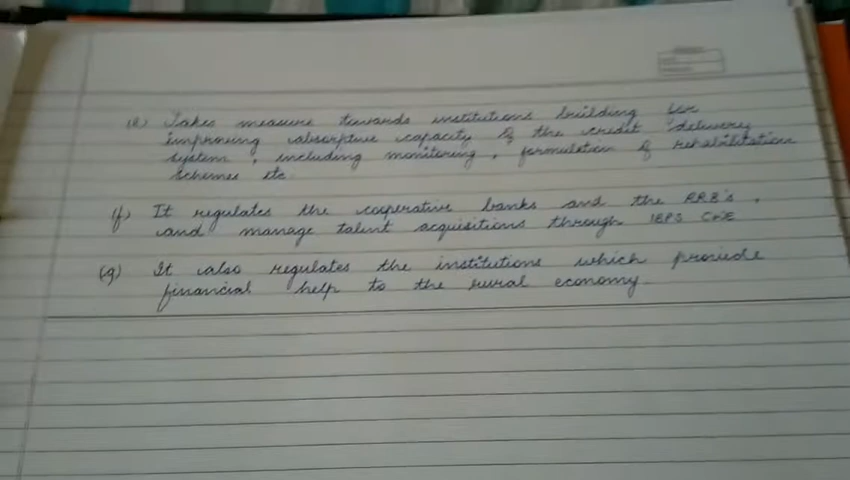 (e) Takes measure towards institutions building for
improving absorptive capacity of the credit delivery
system, including monitoring, formulation of rehabilitation
schemes etc.
(f) It regulates the cooperative banks and the RRB's,
and manage talent acquisitions through IBPS CWE
(g) It also regulates the institutions which provide
financial help to the rural economy.